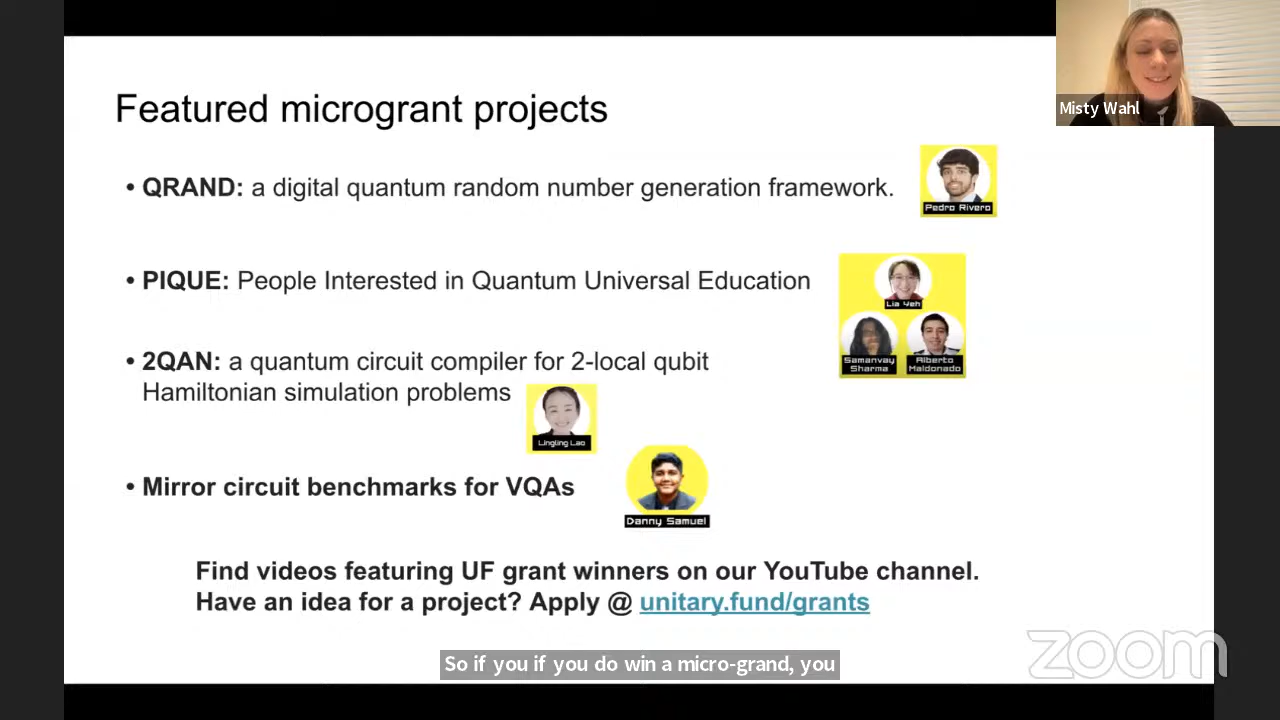 Misty Wahl
Featured microgrant projects
• QRAND: a digital quantum random number generation framework.
Pedro Rivero
• PIQUE: People Interested in Quantum Universal Education
Lia Yeh
Samanvay
Sharma
Alberto
Maldonado
• 2QAN: a quantum circuit compiler for 2-local qubit
Hamiltonian simulation problems
Lingling Lao
• Mirror circuit benchmarks for VQAs
Danny Samuel
Find videos featuring UF grant winners on our YouTube channel.
Have an idea for a project? Apply @ unitary.fund/grants
zoom
So if you if you do win a micro-grand, you